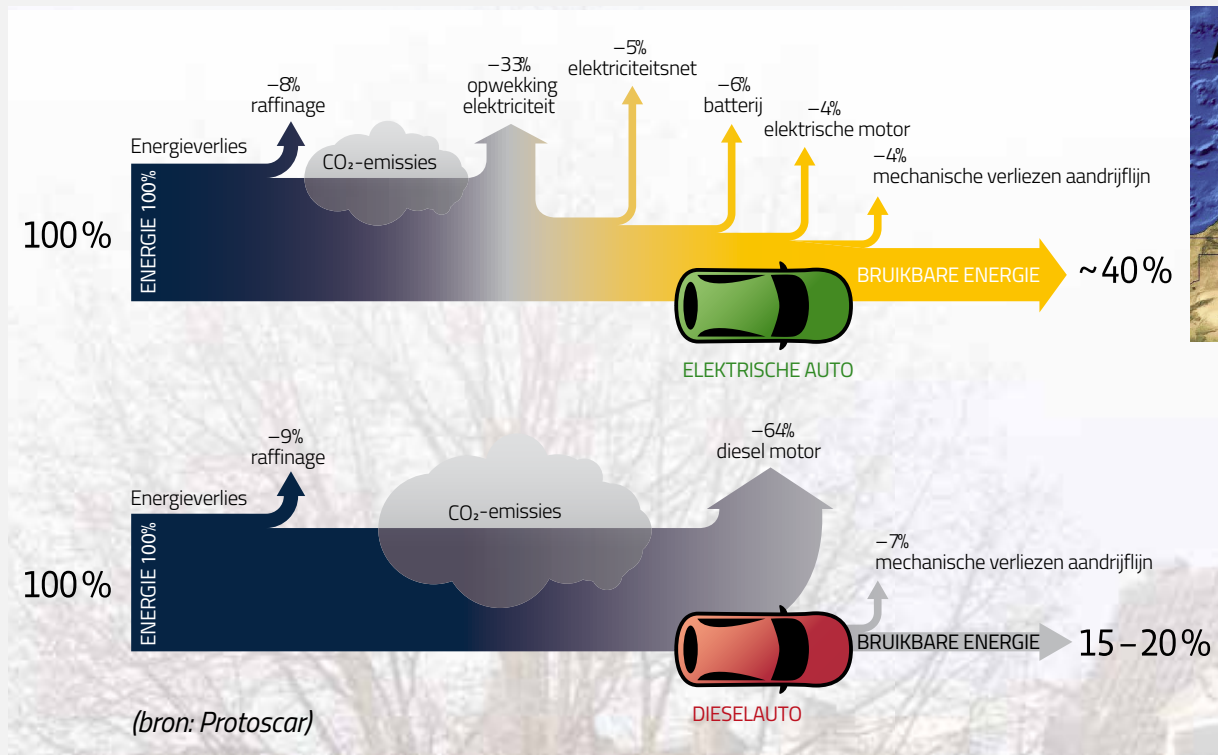 –5%
elektriciteitsnet
–33%
opwekking
elektriciteit
–8%
raffinage
–6%
batterij
–4%
elektrische motor
–4%
mechanische verliezen aandrijflijn
Energieverlies
CO₂-emissies
ENERGIE 100%
100%
BRUIKBARE ENERGIE
~40%
ELEKTRISCHE AUTO
–9%
raffinage
–64%
diesel motor
Energieverlies
CO₂-emissies
–7%
mechanische verliezen aandrijflijn
ENERGIE 100%
100%
BRUIKBARE ENERGIE
15–20%
DIESELAUTO
(bron: Protoscar)